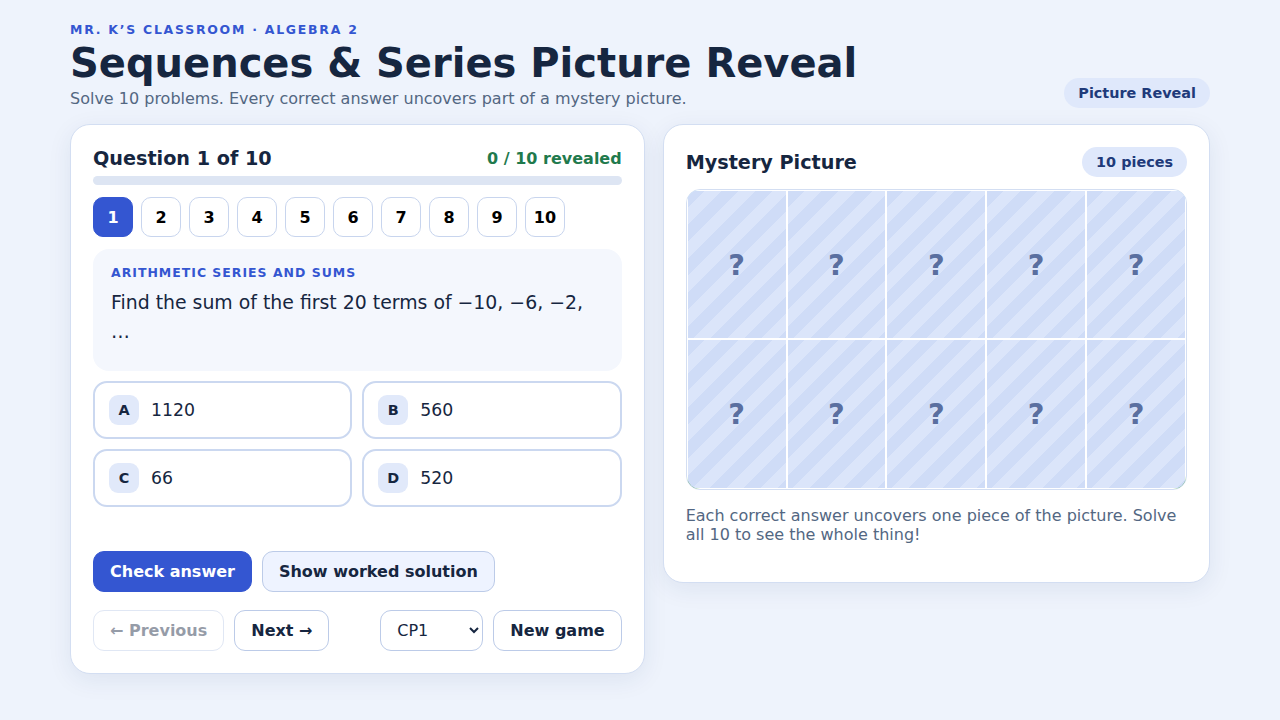 MR. K’S CLASSROOM · ALGEBRA 2
Sequences & Series Picture Reveal
Solve 10 problems. Every correct answer uncovers part of a mystery picture.
Picture Reveal
Question 1 of 10
0 / 10 revealed
1 2 3 4 5 6 7 8 9 10
ARITHMETIC SERIES AND SUMS
Find the sum of the first 20 terms of −10, −6, −2,
…
A 1120
B 560
C 66
D 520
Check answer
Show worked solution
← Previous
Next →
CP1
New game
Mystery Picture
10 pieces
? ? ? ? ?
? ? ? ? ?
Each correct answer uncovers one piece of the picture. Solve
all 10 to see the whole thing!